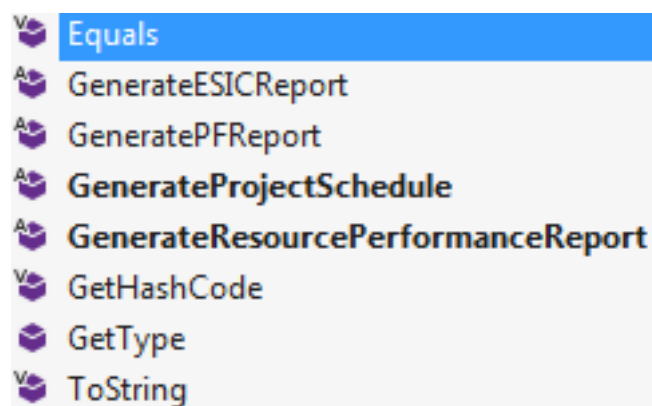 Equals
GenerateESICReport
GeneratePFReport
GenerateProjectSchedule
GenerateResourcePerformanceReport
GetHashCode
GetType
ToString